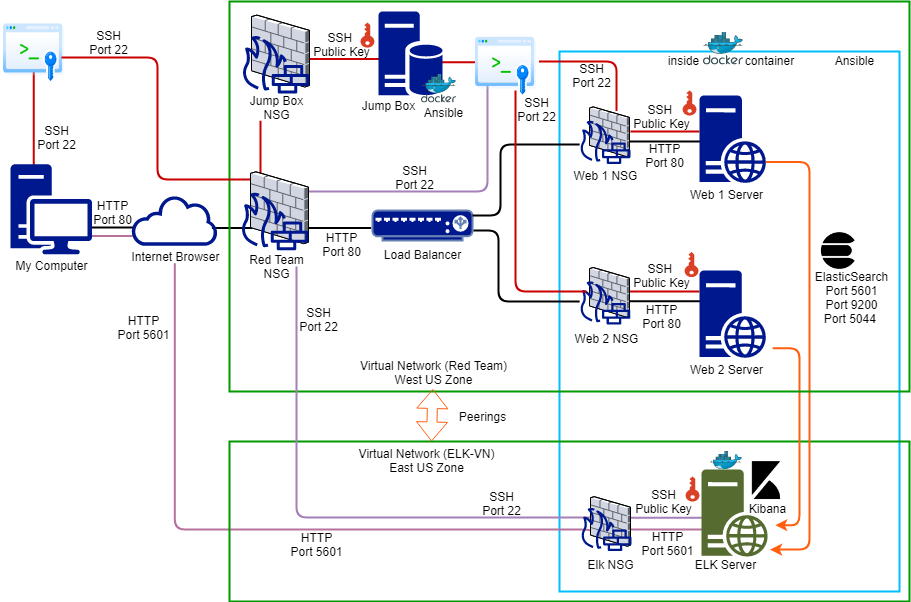 SSH
Port 22
SSH
Port 22
HTTP
Port 80
My Computer
Internet Browser
HTTP
Port 5601
Jump Box
NSG
SSH
Public Key
Jump Box
docker
Ansible
SSH
Port 22
Red Team
NSG
HTTP
Port 80
Load Balancer
SSH
Port 22
SSH
Port 22
SSH
Port 22
inside docker container
Ansible
Web 1 NSG
SSH
Public Key
HTTP
Port 80
Web 1 Server
Web 2 NSG
SSH
Public Key
HTTP
Port 80
Web 2 Server
ElasticSearch
Port 5601
Port 9200
Port 5044
Virtual Network (Red Team)
West US Zone
Peerings
Virtual Network (ELK-VN)
East US Zone
SSH
Port 22
HTTP
Port 5601
Elk NSG
SSH
Public Key
HTTP
Port 5601
Kibana
ELK Server